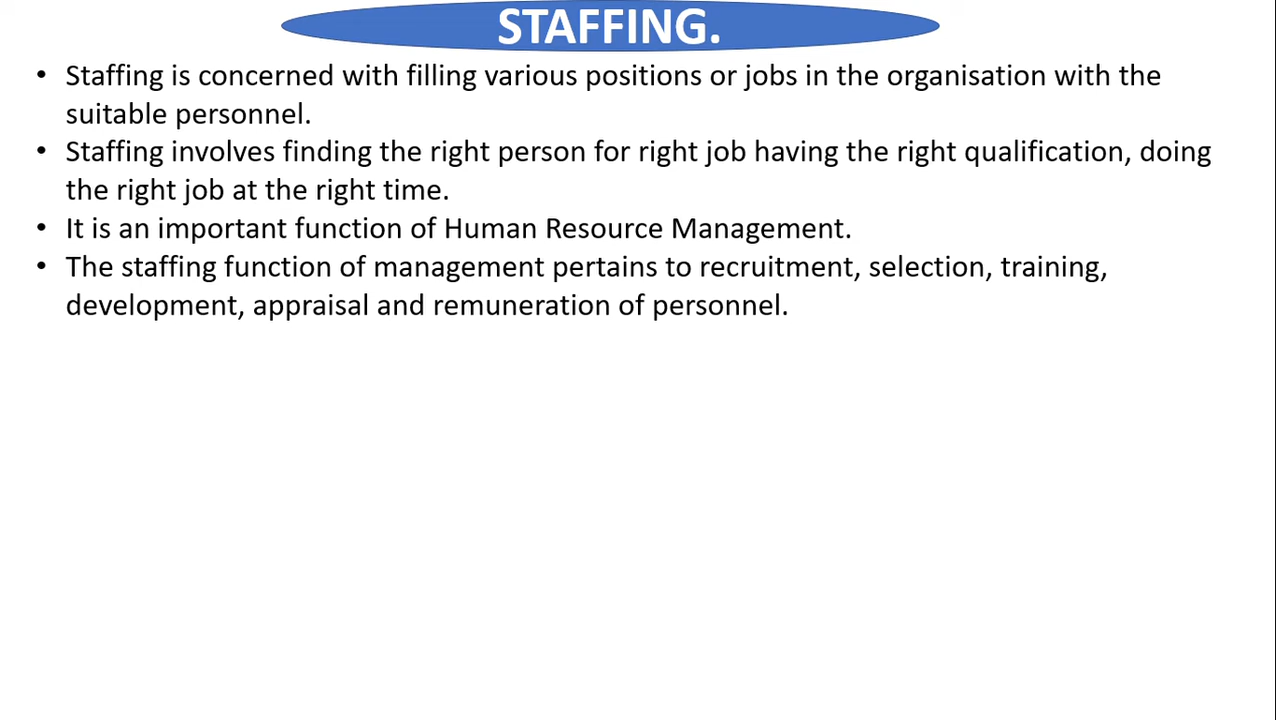 STAFFING.
• Staffing is concerned with filling various positions or jobs in the organisation with the
suitable personnel.
• Staffing involves finding the right person for right job having the right qualification, doing
the right job at the right time.
• It is an important function of Human Resource Management.
• The staffing function of management pertains to recruitment, selection, training,
development, appraisal and remuneration of personnel.